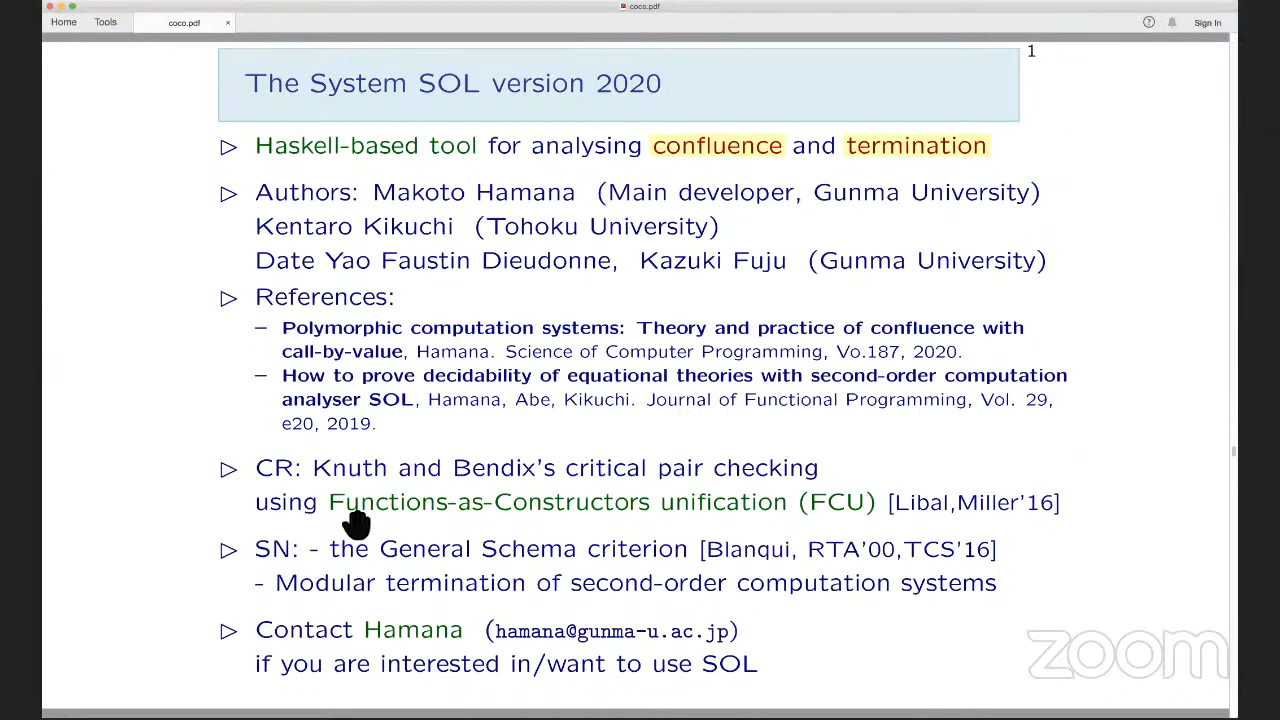 coco.pdf
Home Tools coco.pdf × Sign In
1
The System SOL version 2020
▷ Haskell-based tool for analysing confluence and termination
▷ Authors: Makoto Hamana (Main developer, Gunma University)
Kentaro Kikuchi (Tohoku University)
Date Yao Faustin Dieudonne, Kazuki Fuju (Gunma University)
▷ References:
– Polymorphic computation systems: Theory and practice of confluence with
call-by-value, Hamana. Science of Computer Programming, Vo.187, 2020.
– How to prove decidability of equational theories with second-order computation
analyser SOL, Hamana, Abe, Kikuchi. Journal of Functional Programming, Vol. 29,
e20, 2019.
▷ CR: Knuth and Bendix's critical pair checking
using Functions-as-Constructors unification (FCU) [Libal,Miller'16]
▷ SN: - the General Schema criterion [Blanqui, RTA'00,TCS'16]
- Modular termination of second-order computation systems
▷ Contact Hamana (hamana@gunma-u.ac.jp)
if you are interested in/want to use SOL
zoom